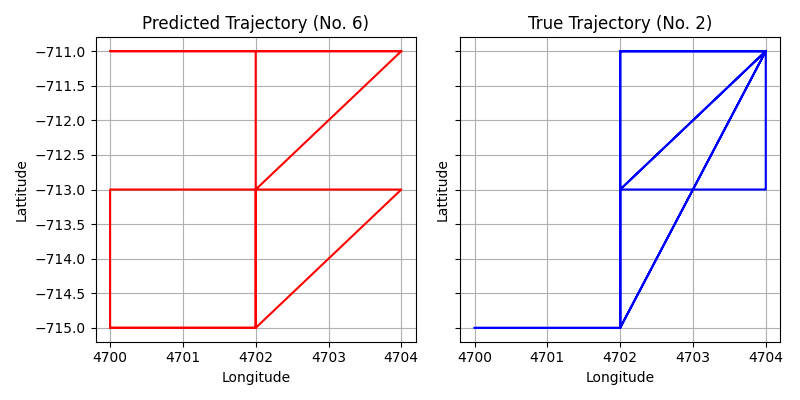 Predicted Trajectory (No. 6)
True Trajectory (No. 2)
−711.0
−711.5
−712.0
−712.5
−713.0
−713.5
−714.0
−714.5
−715.0
Lattitude
Lattitude
4700 4701 4702 4703 4704
4700 4701 4702 4703 4704
Longitude
Longitude